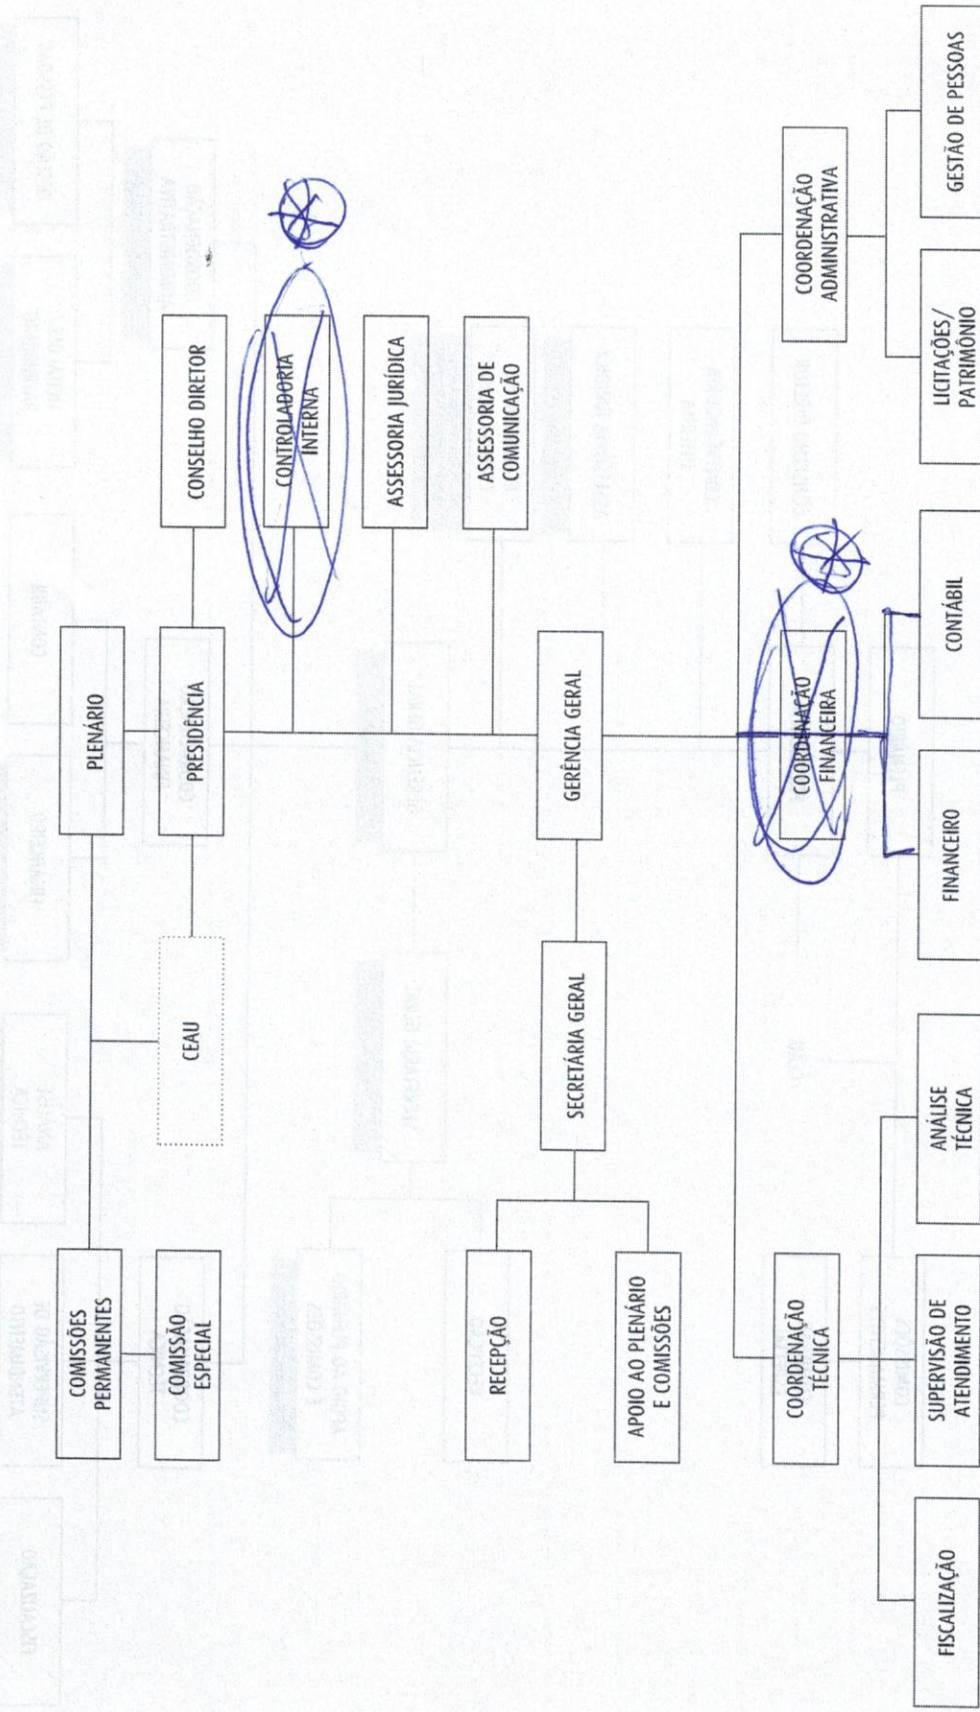 PLENÁRIO
COMISSÕES
PERMANENTES
COMISSÃO
ESPECIAL
CEAU
PRESIDÊNCIA
CONSELHO DIRETOR
CONTROLADORIA
INTERNA
ASSESSORIA JURÍDICA
ASSESSORIA DE
COMUNICAÇÃO
GERÊNCIA GERAL
SECRETÁRIA GERAL
RECEPÇÃO
APOIO AO PLENÁRIO
E COMISSÕES
COORDENAÇÃO
TÉCNICA
COORDENAÇÃO
FINANCEIRA
COORDENAÇÃO
ADMINISTRATIVA
FISCALIZAÇÃO
SUPERVISÃO DE
ATENDIMENTO
ANÁLISE
TÉCNICA
FINANCEIRO
CONTÁBIL
LICITAÇÕES/
PATRIMÔNIO
GESTÃO DE PESSOAS